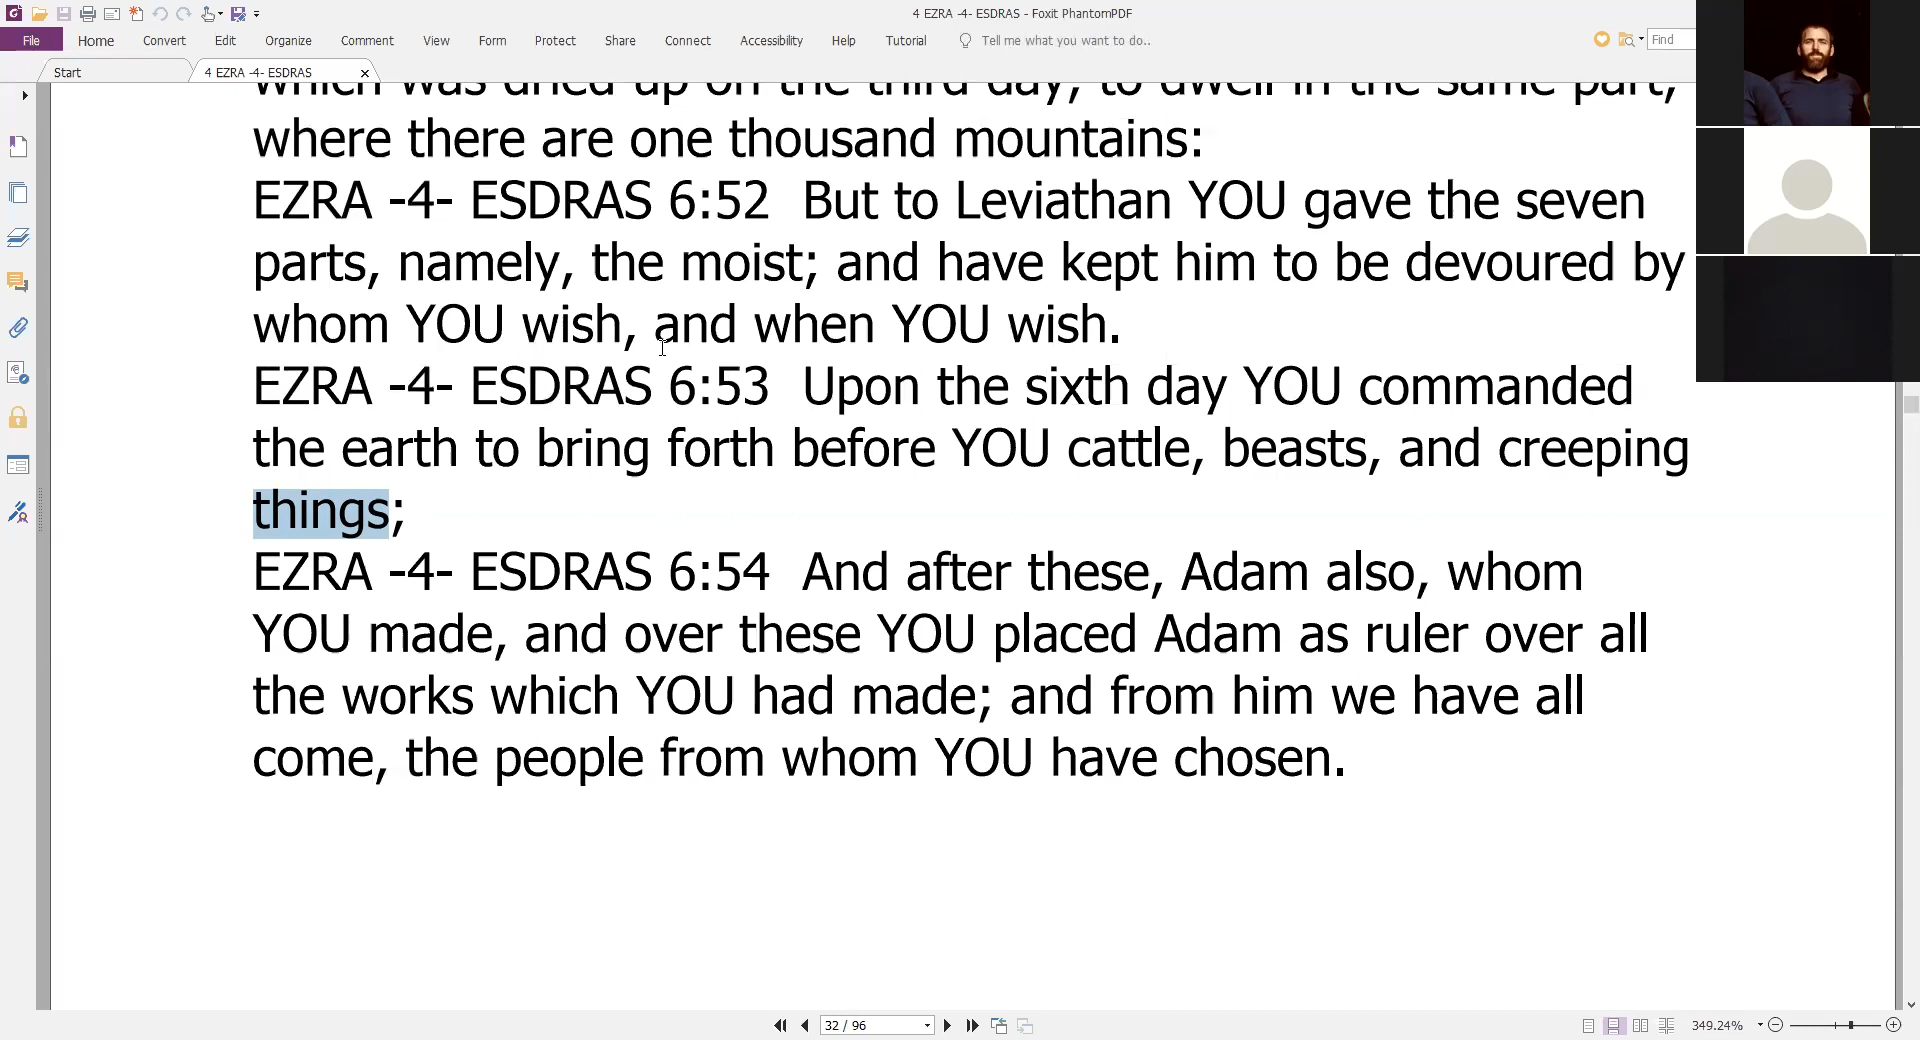 4 EZRA -4- ESDRAS - Foxit PhantomPDF
File Home Convert Edit Organize Comment View Form Protect Share Connect Accessibility Help Tutorial Tell me what you want to do.. Find
Start 4 EZRA -4- ESDRAS
which was dried up on the third day, to dwell in the same part,
where there are one thousand mountains:
EZRA -4- ESDRAS 6:52 But to Leviathan YOU gave the seven
parts, namely, the moist; and have kept him to be devoured by
whom YOU wish, and when YOU wish.
EZRA -4- ESDRAS 6:53 Upon the sixth day YOU commanded
the earth to bring forth before YOU cattle, beasts, and creeping
things;
EZRA -4- ESDRAS 6:54 And after these, Adam also, whom
YOU made, and over these YOU placed Adam as ruler over all
the works which YOU had made; and from him we have all
come, the people from whom YOU have chosen.
32 / 96 349.24%